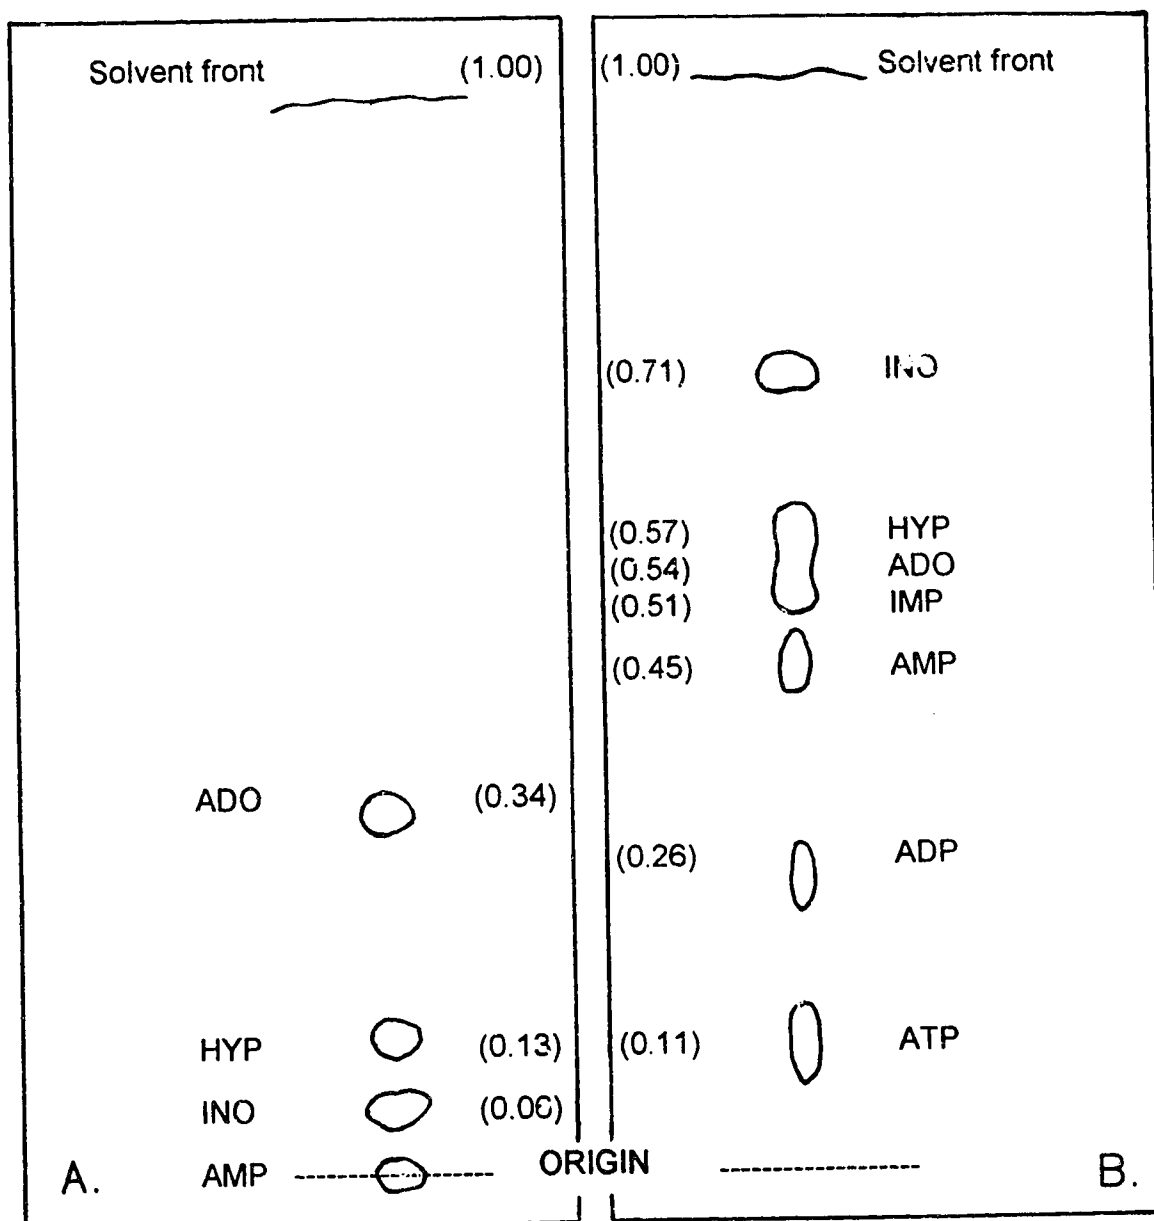 Solvent front (1.00)
ADO (0.34)
HYP (0.13)
INO (0.06)
AMP
A.
ORIGIN
(1.00) Solvent front
(0.71) INO
(0.57) HYP
(0.54) ADO
(0.51) IMP
(0.45) AMP
(0.26) ADP
(0.11) ATP
B.